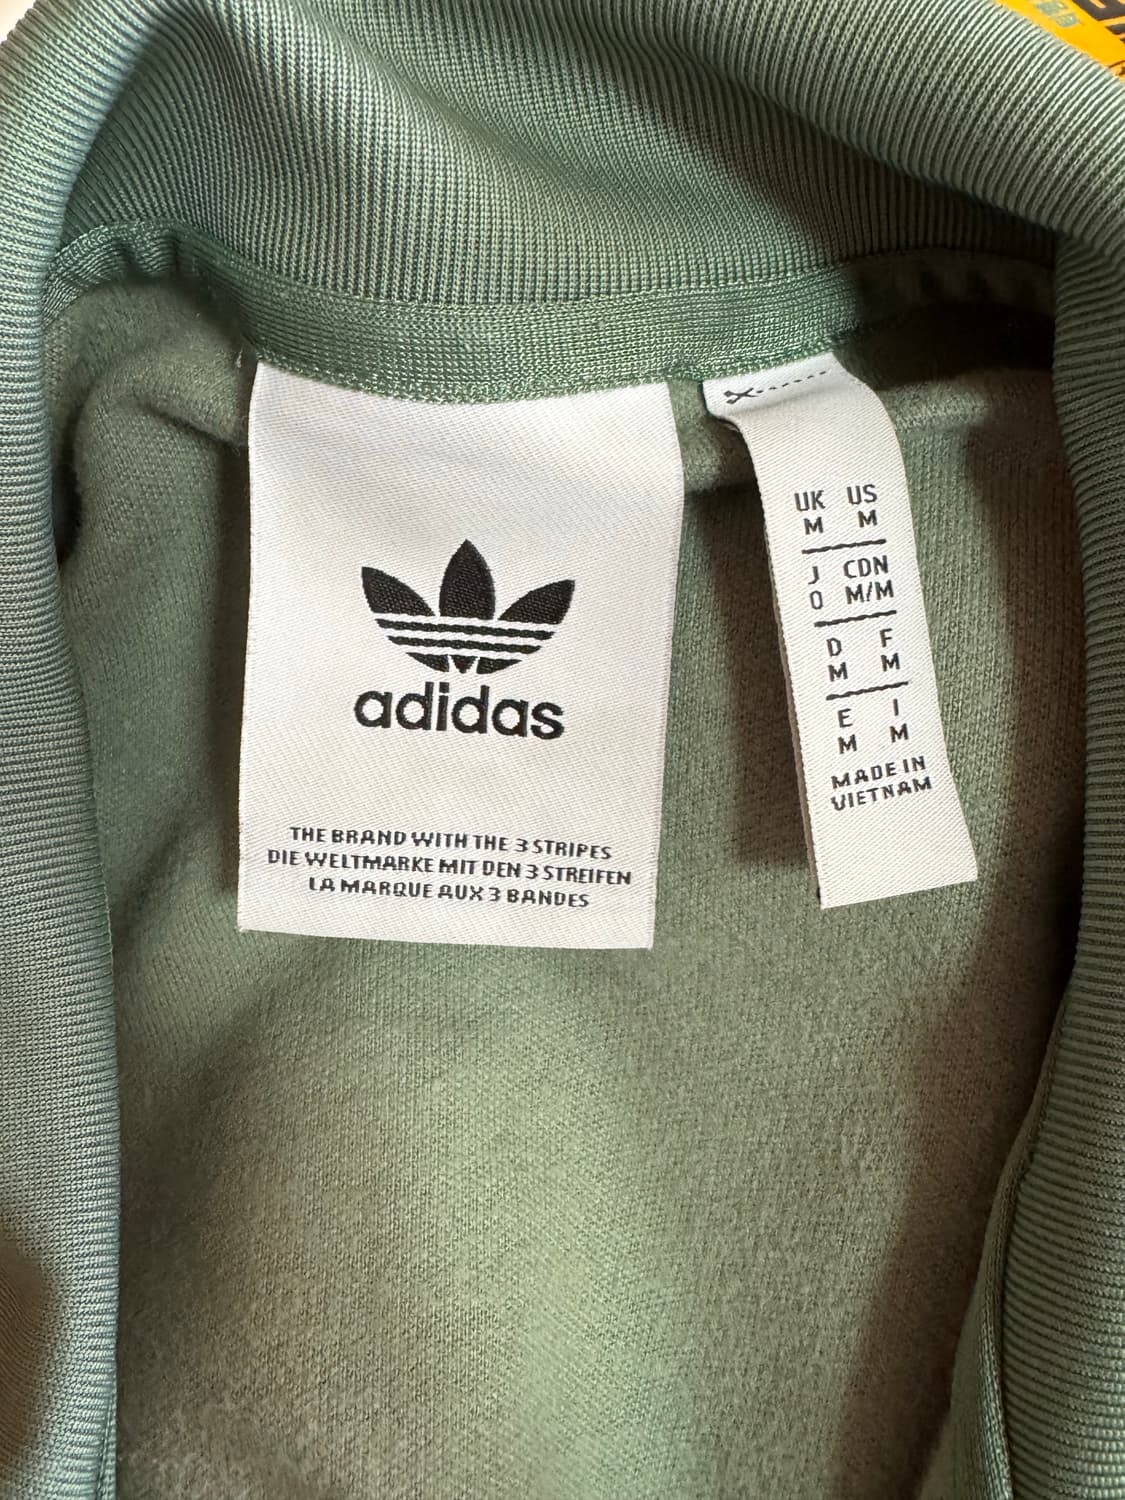 adidas
THE BRAND WITH THE 3 STRIPES
DIE WELTMARKE MIT DEN 3 STREIFEN
LA MARQUE AUX 3 BANDES
UK US
M M
J CDN
O M/M
D F
M M
E I
M M
MADE IN
VIETNAM